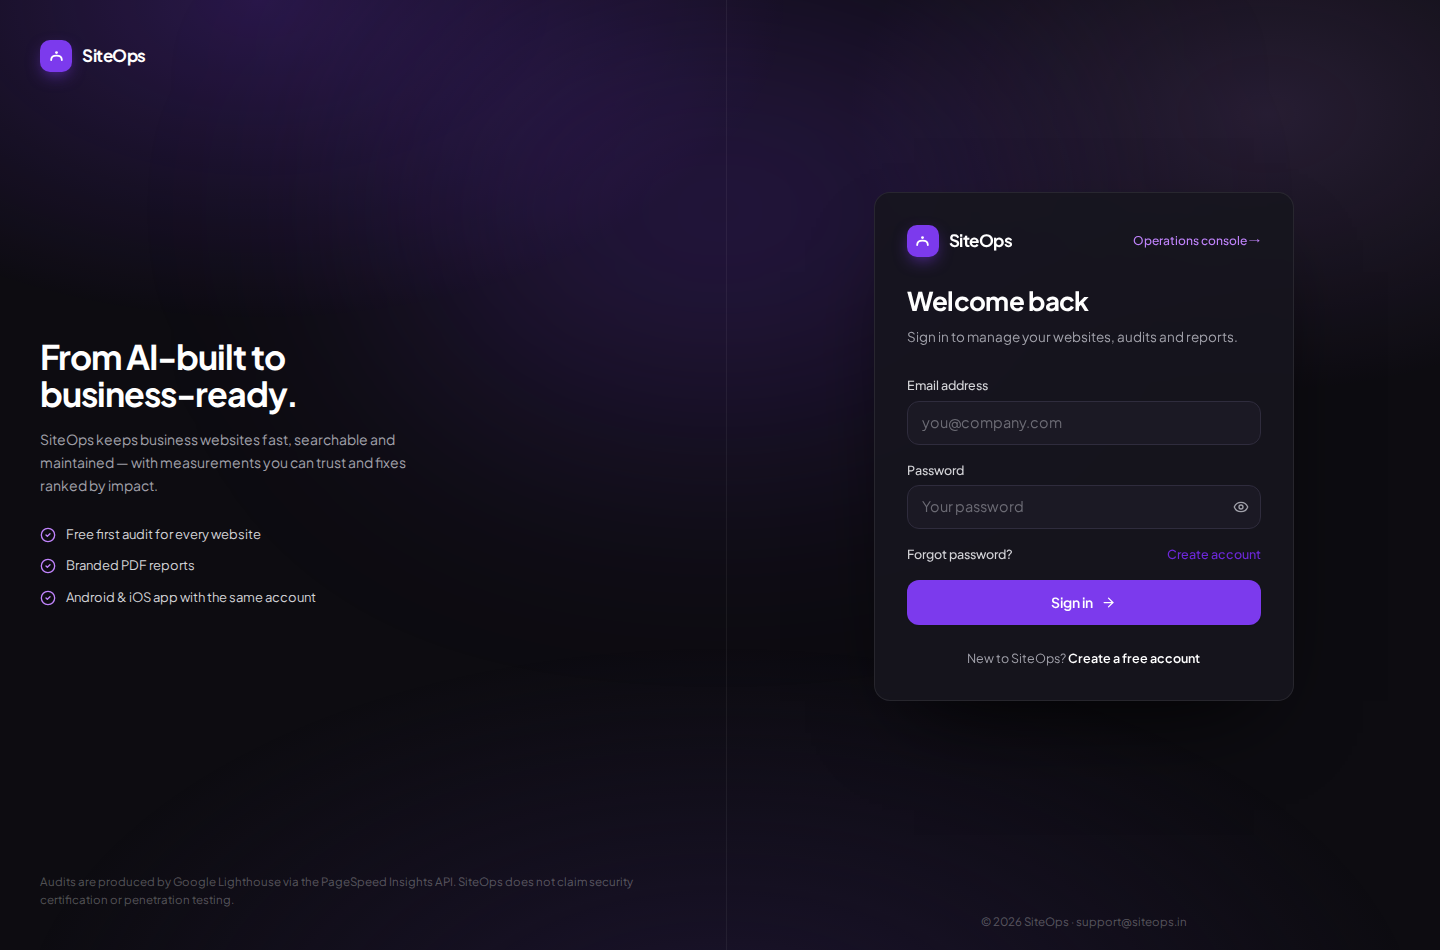 SiteOps
From AI-built to
business-ready.
SiteOps keeps business websites fast, searchable and
maintained — with measurements you can trust and fixes
ranked by impact.
Free first audit for every website
Branded PDF reports
Android & iOS app with the same account
Audits are produced by Google Lighthouse via the PageSpeed Insights API. SiteOps does not claim security
certification or penetration testing.
SiteOps
Operations console→
Welcome back
Sign in to manage your websites, audits and reports.
Email address
you@company.com
Password
Your password
Forgot password?
Create account
Sign in →
New to SiteOps? Create a free account
© 2026 SiteOps · support@siteops.in